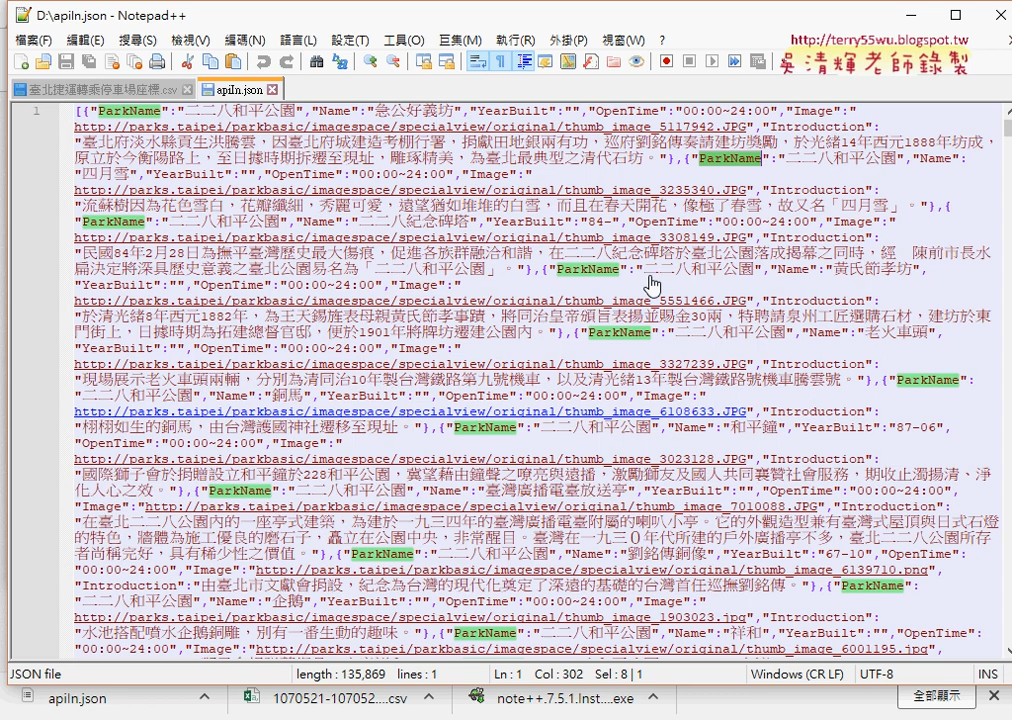 D:\apiIn.json - Notepad++
檔案(F) 編輯(E) 搜尋(S) 檢視(V) 編碼(N) 語言(L) 設定(T) 工具(O) 巨集(M) 執行(R) 外掛(P) 視窗(W) ?
http://terry55wu.blogspot.tw
吳清輝老師錄製
臺北捷運轉乘停車場座標.csv apiIn.json
1 [{"ParkName":"二二八和平公園","Name":"急公好義坊","YearBuilt":"","OpenTime":"00:00~24:00","Image":"
http://parks.taipei/parkbasic/imagespace/specialview/original/thumb_image_5117942.JPG","Introduction":
"臺北府淡水縣貢生洪騰雲，因臺北府城建造考棚行署，捐獻田地銀兩有功，巡府劉銘傳奏請建坊獎勵，於光緒14年西元1888年坊成，
原立於今衡陽路上，至日據時期拆遷至現址，雕琢精美，為臺北最典型之清代石坊。"},{"ParkName":"二二八和平公園","Name":
"四月雪","YearBuilt":"","OpenTime":"00:00~24:00","Image":"
http://parks.taipei/parkbasic/imagespace/specialview/original/thumb_image_3235340.JPG","Introduction":
"流蘇樹因為花色雪白，花瓣纖細，秀麗可愛，遠望猶如堆堆的白雪，而且在春天開花，像極了春雪，故又名「四月雪」。"},{
"ParkName":"二二八和平公園","Name":"二二八紀念碑塔","YearBuilt":"84-","OpenTime":"00:00~24:00","Image":"
http://parks.taipei/parkbasic/imagespace/specialview/original/thumb_image_3308149.JPG","Introduction":
"民國84年2月28日為撫平臺灣歷史最大傷痕，促進各族群融洽和諧，在二二八紀念碑塔於臺北公園落成揭幕之同時，經 陳前市長水
扁決定將深具歷史意義之臺北公園易名為「二二八和平公園」。"},{"ParkName":"二二八和平公園","Name":"黃氏節孝坊",
"YearBuilt":"","OpenTime":"00:00~24:00","Image":"
http://parks.taipei/parkbasic/imagespace/specialview/original/thumb_image_5551466.JPG","Introduction":
"於清光緒8年西元1882年，為王天錫旌表母親黃氏節孝事蹟，將同治皇帝頒旨表揚並賜金30兩，特聘請泉州工匠選購石材，建坊於東
門街上，日據時期為拓建總督官邸，便於1901年將牌坊遷建公園內。"},{"ParkName":"二二八和平公園","Name":"老火車頭",
"YearBuilt":"","OpenTime":"00:00~24:00","Image":"
http://parks.taipei/parkbasic/imagespace/specialview/original/thumb_image_3327239.JPG","Introduction":
"現場展示老火車頭兩輛，分別為清同治10年製台灣鐵路第九號機車，以及清光緒13年製台灣鐵路號機車騰雲號。"},{"ParkName":
"二二八和平公園","Name":"銅馬","YearBuilt":"","OpenTime":"00:00~24:00","Image":"
http://parks.taipei/parkbasic/imagespace/specialview/original/thumb_image_6108633.JPG","Introduction":
"栩栩如生的銅馬，由台灣護國神社遷移至現址。"},{"ParkName":"二二八和平公園","Name":"和平鐘","YearBuilt":"87-06",
"OpenTime":"00:00~24:00","Image":"
http://parks.taipei/parkbasic/imagespace/specialview/original/thumb_image_3023128.JPG","Introduction":
"國際獅子會於捐贈設立和平鐘於228和平公園，冀望藉由鐘聲之嘹亮與遠播，激勵獅友及國人共同襄贊社會服務，期收止濁揚清、淨
化人心之效。"},{"ParkName":"二二八和平公園","Name":"臺灣廣播電臺放送亭","YearBuilt":"","OpenTime":"00:00~24:00",
"Image":"http://parks.taipei/parkbasic/imagespace/specialview/original/thumb_image_7010088.JPG","Introduction":
"在臺北二二八公園內的一座亭式建築，為建於一九三四年的臺灣廣播電臺附屬的喇叭小亭。它的外觀造型兼有臺灣式屋頂與日式石燈
的特色，牆體為施工優良的磨石子，矗立在公園中央，非常醒目。臺灣在一九三０年代所建的戶外廣播亭不多，臺北二二八公園所存
者尚稱完好，具有稀少性之價值。"},{"ParkName":"二二八和平公園","Name":"劉銘傳銅像","YearBuilt":"67-10","OpenTime":
"00:00~24:00","Image":"http://parks.taipei/parkbasic/imagespace/specialview/original/thumb_image_6139710.png",
"Introduction":"由臺北市文獻會捐設，紀念為台灣的現代化奠定了深遠的基礎的台灣首任巡撫劉銘傳。"},{"ParkName":
"二二八和平公園","Name":"企鵝","YearBuilt":"","OpenTime":"00:00~24:00","Image":"
http://parks.taipei/parkbasic/imagespace/specialview/original/thumb_image_1903023.jpg","Introduction":
"水池搭配噴水企鵝銅雕，別有一番生動的趣味。"},{"ParkName":"二二八和平公園","Name":"祥和","YearBuilt":"","OpenTime":
"00:00~24:00","Image":"http://parks.taipei/parkbasic/imagespace/specialview/original/thumb_image_6001195.jpg",
JSON file length : 135,869 lines : 1 Ln : 1 Col : 302 Sel : 8 | 1 Windows (CR LF) UTF-8 INS
apiIn.json 1070521-107052....csv note++.7.5.1.Inst....exe 全部顯示